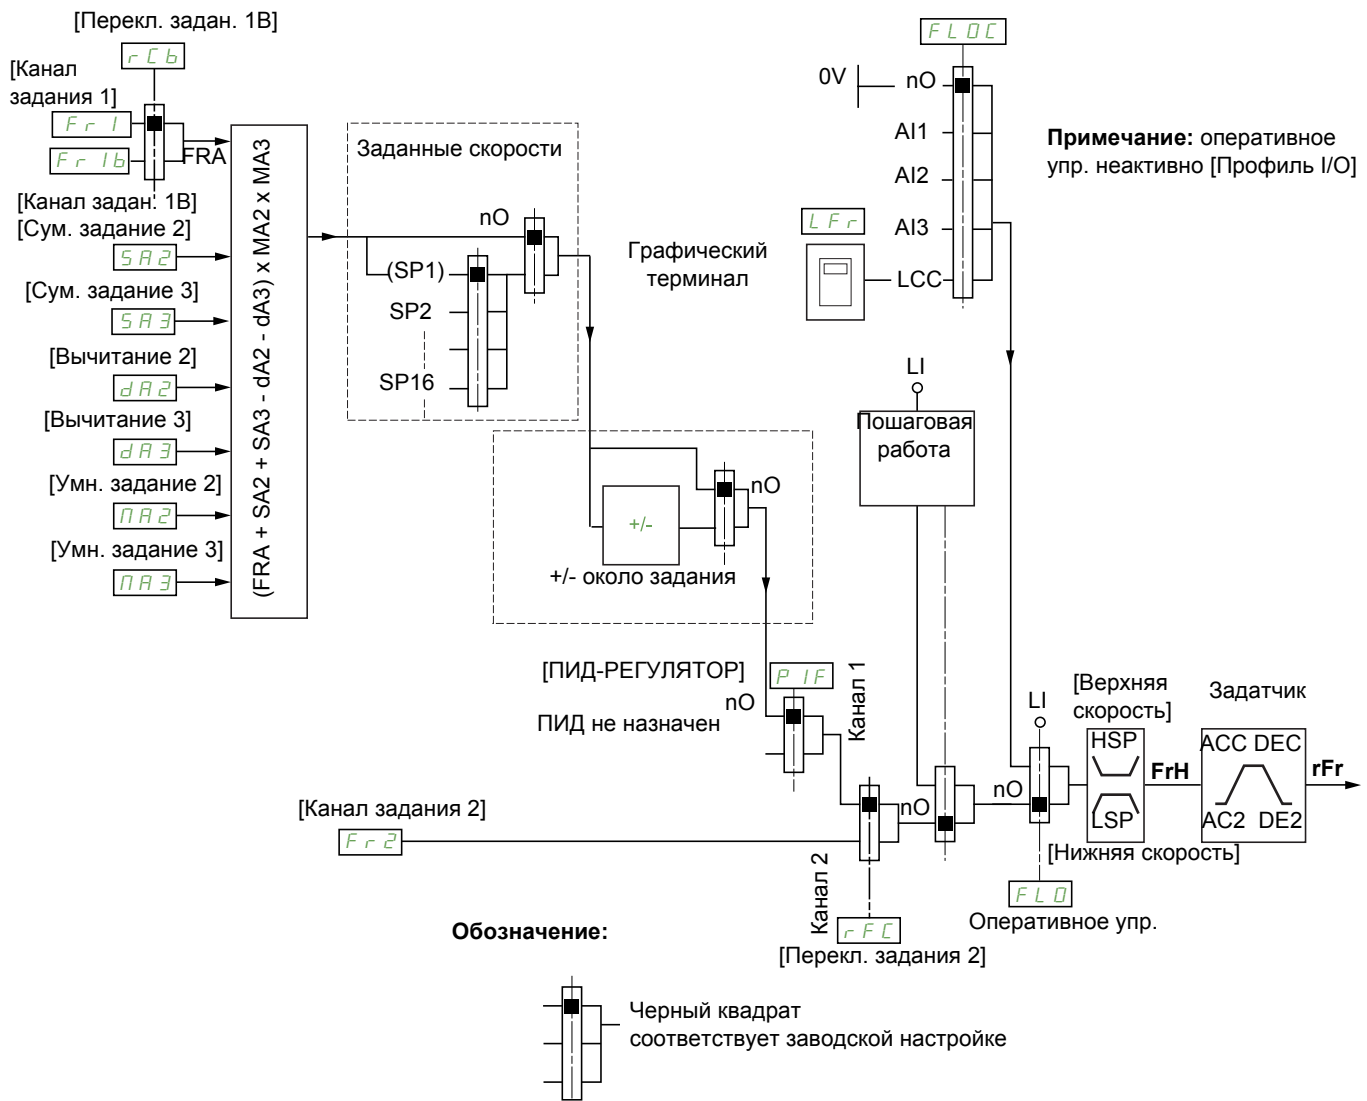 [Перекл. задан. 1B]
rCb
[Канал
задания 1]
Fr1
Fr1b
FRA
[Канал задан. 1B]
[Сум. задание 2]
SA2
[Сум. задание 3]
SA3
[Вычитание 2]
dA2
[Вычитание 3]
dA3
[Умн. задание 2]
MA2
[Умн. задание 3]
MA3
(FRA + SA2 + SA3 - dA2 - dA3) x MA2 x MA3
Заданные скорости
nO
(SP1)
SP2
SP16
+/-
nO
+/- около задания
FLOC
0V
nO
AI1
AI2
AI3
LCC
LFr
Графический
терминал
Примечание: оперативное
упр. неактивно [Профиль I/O]
LI
Пошаговая
работа
[ПИД-РЕГУЛЯТОР]
PIF
nO
ПИД не назначен
Канал 1
[Канал задания 2]
Fr2
Канал 2
rFC
[Перекл. задания 2]
nO
nO
LI
FLO
Оперативное упр.
[Верхняя
скорость]
HSP
LSP
[Нижняя скорость]
FrH
Задатчик
ACC DEC
AC2 DE2
rFr
Обозначение:
Черный квадрат
соответствует заводской настройке